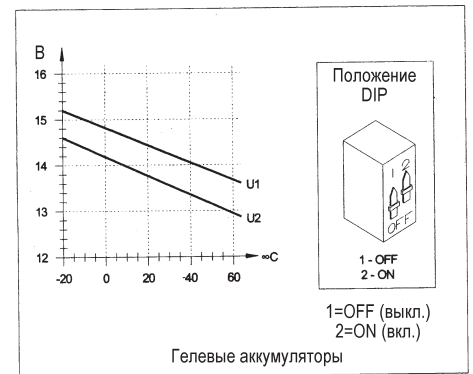 В
16
15
14
13
12
-20
0
20
40
60
∞C
U1
U2
Положение
DIP
1 2
OFF
1 - OFF
2 - ON
1=OFF (выкл.)
2=ON (вкл.)
Гелевые аккумуляторы